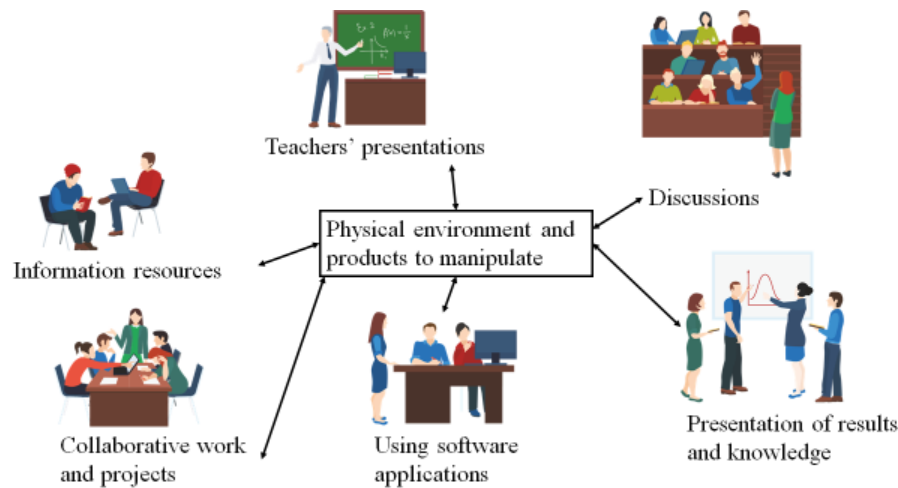 Teachers' presentations
Discussions
Physical environment and
products to manipulate
Information resources
Collaborative work
and projects
Using software
applications
Presentation of results
and knowledge